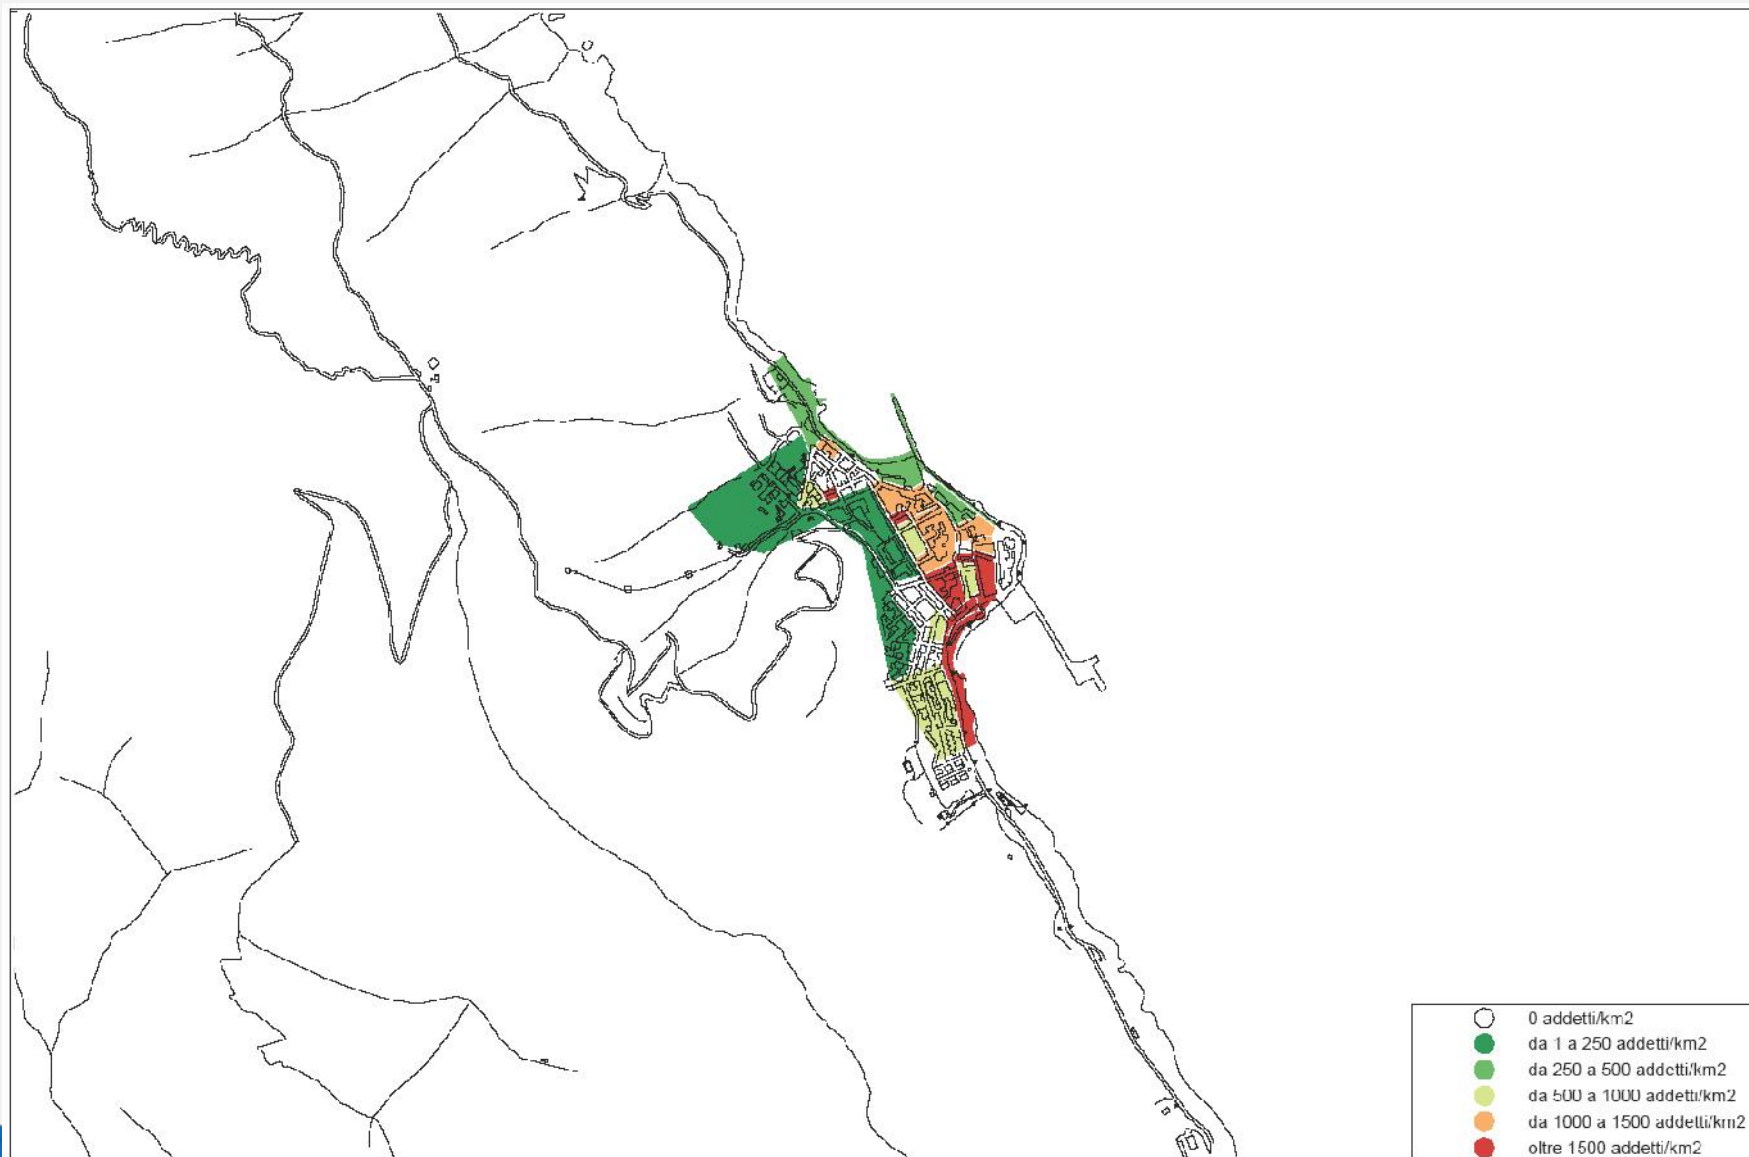 0 addetti/km2
da 1 a 250 addetti/km2
da 250 a 500 addetti/km2
da 500 a 1000 addetti/km2
da 1000 a 1500 addetti/km2
oltre 1500 addetti/km2